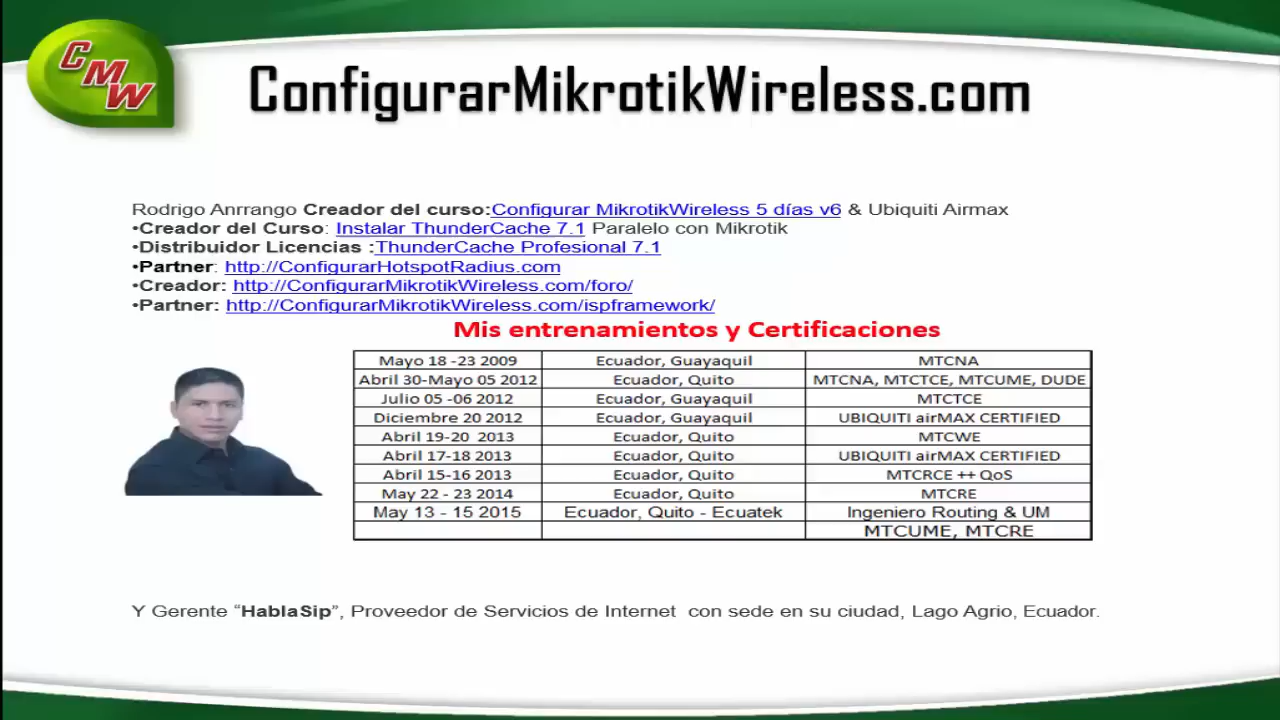 CMW
ConfigurarMikrotikWireless.com
Rodrigo Anrrango Creador del curso:Configurar MikrotikWireless 5 días v6 & Ubiquiti Airmax
•Creador del Curso: Instalar ThunderCache 7.1 Paralelo con Mikrotik
•Distribuidor Licencias :ThunderCache Profesional 7.1
•Partner: http://ConfigurarHotspotRadius.com
•Creador: http://ConfigurarMikrotikWireless.com/foro/
•Partner: http://ConfigurarMikrotikWireless.com/ispframework/
Mis entrenamientos y Certificaciones
Mayo 18 -23 2009 Ecuador, Guayaquil MTCNA
Abril 30-Mayo 05 2012 Ecuador, Quito MTCNA, MTCTCE, MTCUME, DUDE
Julio 05 -06 2012 Ecuador, Guayaquil MTCTCE
Diciembre 20 2012 Ecuador, Guayaquil UBIQUITI airMAX CERTIFIED
Abril 19-20 2013 Ecuador, Quito MTCWE
Abril 17-18 2013 Ecuador, Quito UBIQUITI airMAX CERTIFIED
Abril 15-16 2013 Ecuador, Quito MTCRCE ++ QoS
May 22 - 23 2014 Ecuador, Quito MTCRE
May 13 - 15 2015 Ecuador, Quito - Ecuatek Ingeniero Routing & UM
MTCUME, MTCRE
Y Gerente “HablaSip”, Proveedor de Servicios de Internet con sede en su ciudad, Lago Agrio, Ecuador.